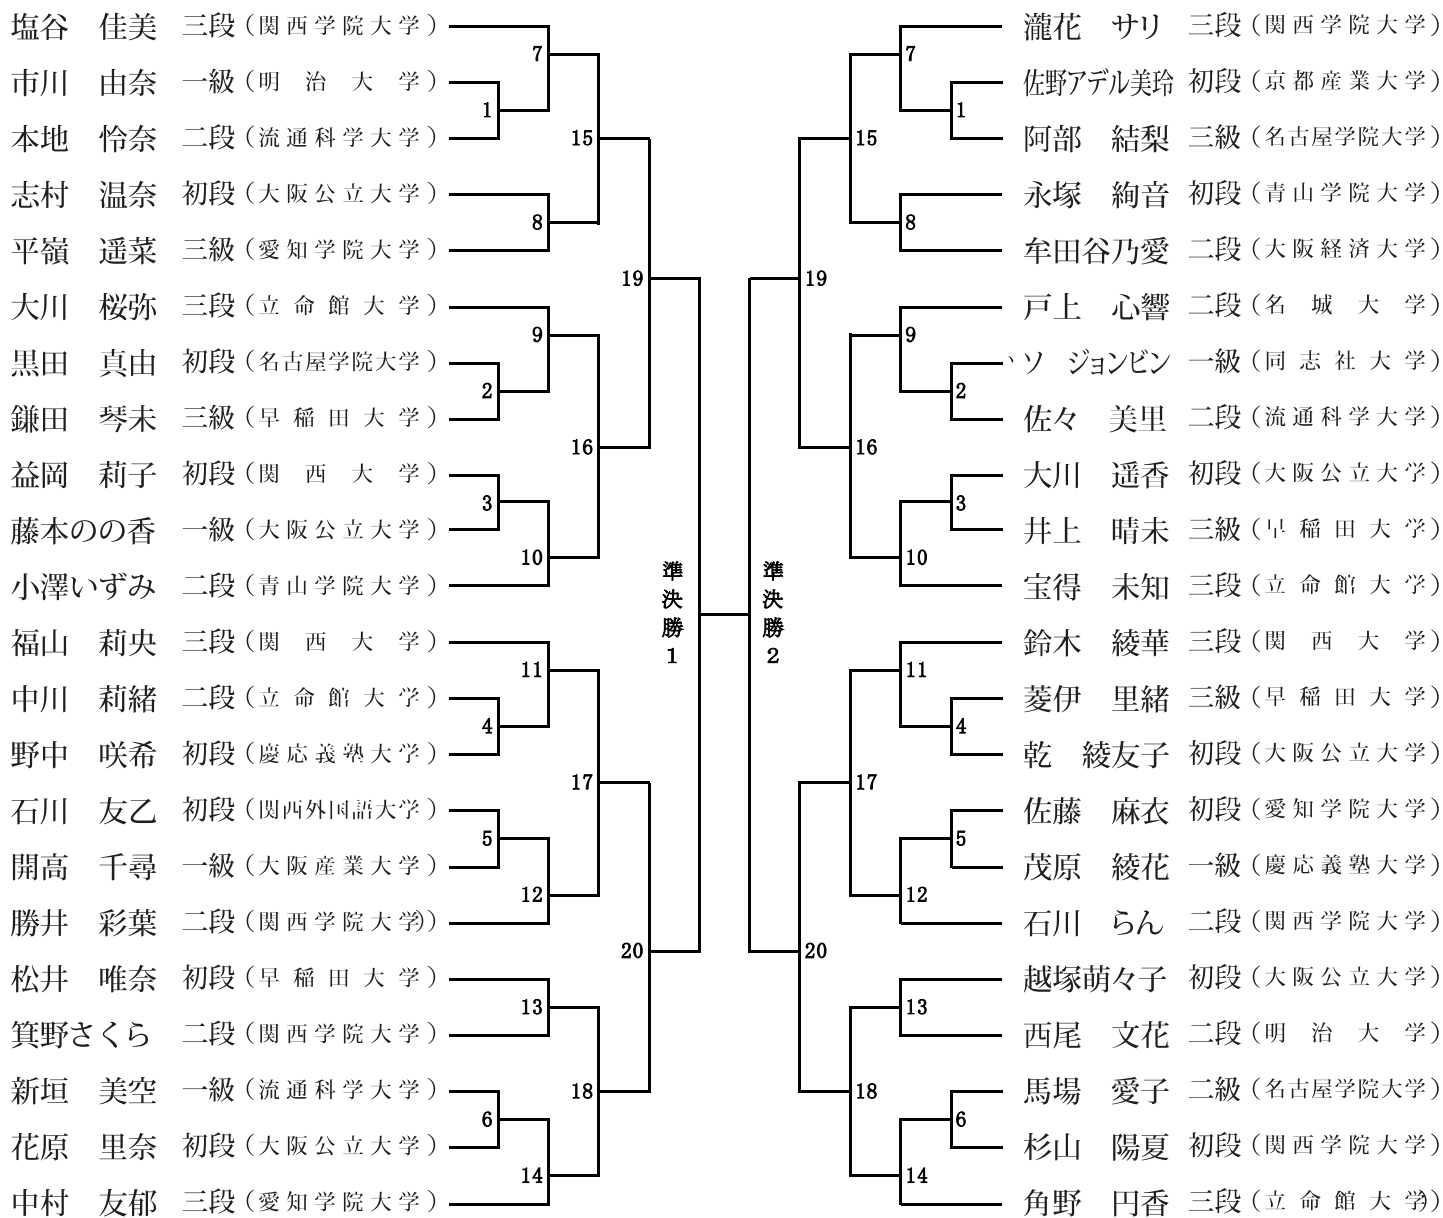 塩谷 佳美 三段（関西学院大学）
市川 由奈 一級（明治大学）
本地 怜奈 二段（流通科学大学）
志村 温奈 初段（大阪公立大学）
平嶺 遥菜 三級（愛知学院大学）
大川 桜弥 三段（立命館大学）
黒田 真由 初段（名古屋学院大学）
鎌田 琴未 三級（早稲田大学）
益岡 莉子 初段（関西大学）
藤本のの香 一級（大阪公立大学）
小澤いずみ 二段（青山学院大学）
福山 莉央 三段（関西大学）
中川 莉緒 二段（立命館大学）
野中 咲希 初段（慶応義塾大学）
石川 友乙 初段（関西外国語大学）
開高 千尋 一級（大阪産業大学）
勝井 彩葉 二段（関西学院大学）
松井 唯奈 初段（早稲田大学）
箕野さくら 二段（関西学院大学）
新垣 美空 一級（流通科学大学）
花原 里奈 初段（大阪公立大学）
中村 友郁 三段（愛知学院大学）
7
1
15
8
19
9
2
16
3
10
準決勝1
11
4
17
5
12
20
13
18
6
14
7
1
15
8
19
9
2
16
3
10
準決勝2
11
4
17
5
12
20
13
18
6
14
瀧花 サリ 三段（関西学院大学）
佐野アデル美玲 初段（京都産業大学）
阿部 結梨 三級（名古屋学院大学）
永塚 絢音 初段（青山学院大学）
牟田谷乃愛 二段（大阪経済大学）
戸上 心響 二段（名城大学）
ソ ジョンビン 一級（同志社大学）
佐々 美里 二段（流通科学大学）
大川 遥香 初段（大阪公立大学）
井上 晴未 三級（早稲田大学）
宝得 未知 三段（立命館大学）
鈴木 綾華 三段（関西大学）
菱伊 里緒 三級（早稲田大学）
乾 綾友子 初段（大阪公立大学）
佐藤 麻衣 初段（愛知学院大学）
茂原 綾花 一級（慶応義塾大学）
石川 らん 二段（関西学院大学）
越塚萌々子 初段（大阪公立大学）
西尾 文花 二段（明治大学）
馬場 愛子 二級（名古屋学院大学）
杉山 陽夏 初段（関西学院大学）
角野 円香 三段（立命館大学）